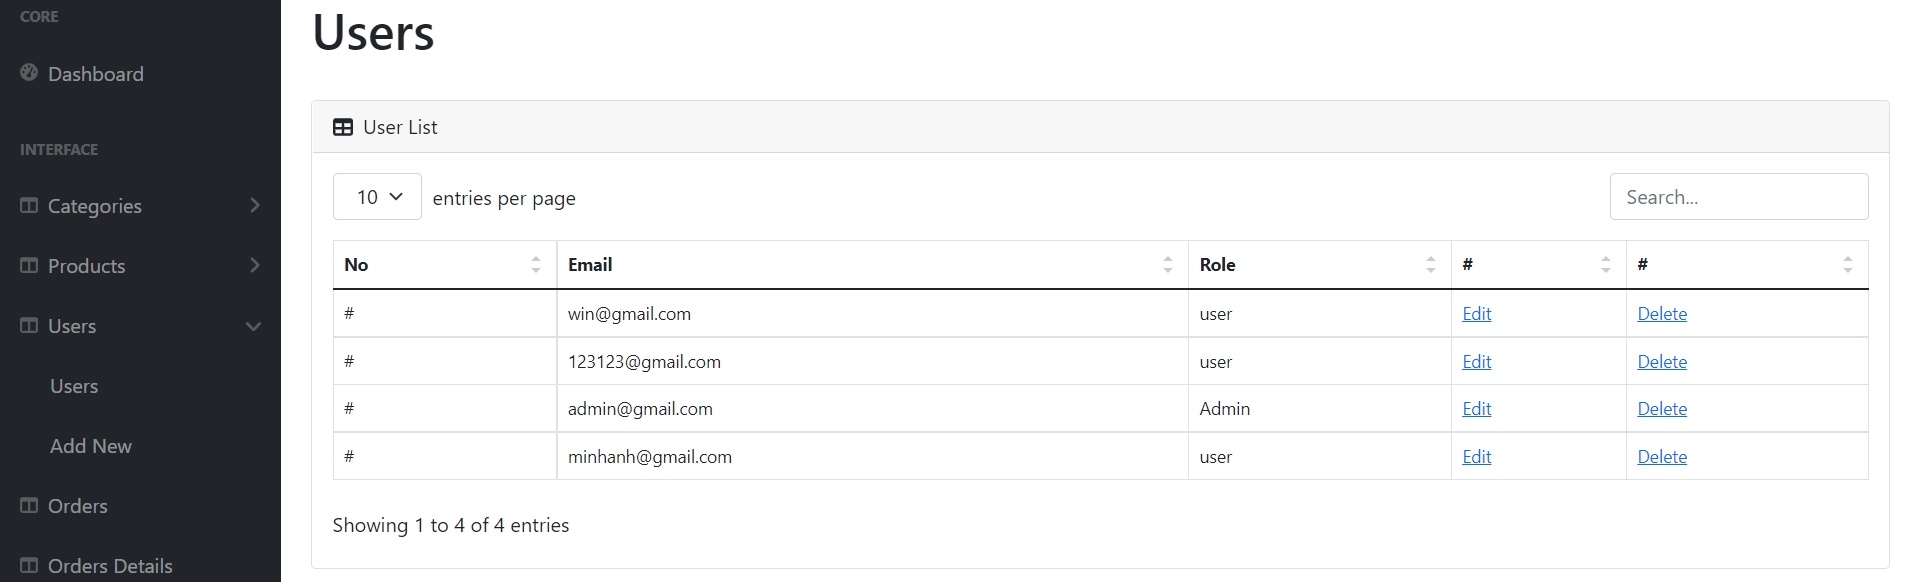 CORE
Dashboard
INTERFACE
Categories
Products
Users
Users
Add New
Orders
Orders Details
Users
User List
10 entries per page
Search...
No Email Role # #
# win@gmail.com user Edit Delete
# 123123@gmail.com user Edit Delete
# admin@gmail.com Admin Edit Delete
# minhanh@gmail.com user Edit Delete
Showing 1 to 4 of 4 entries